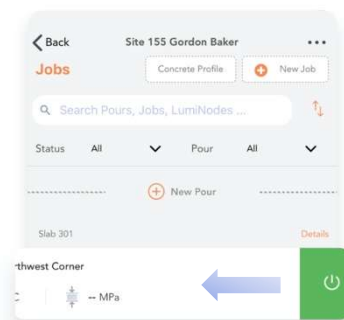 Back Site 155 Gordon Baker
Jobs Concrete Profile New Job
Search Pours, Jobs, LumiNodes ...
Status All Pour All
New Pour
Slab 301 Details
thwest Corner
-- MPa